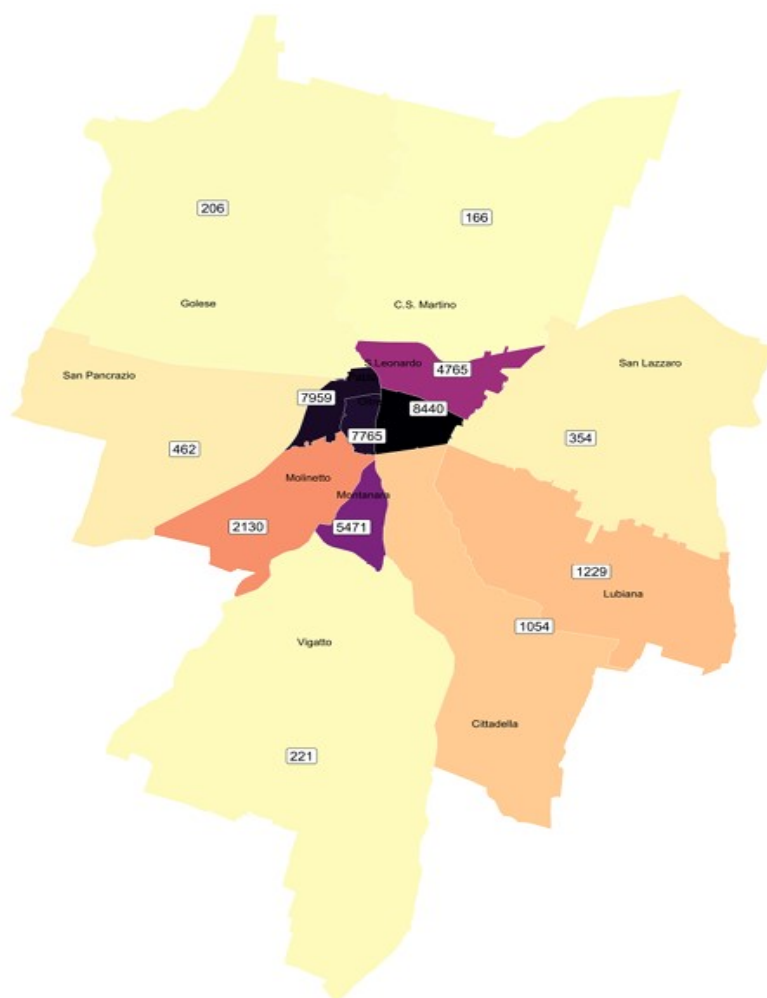 206
166
Golese
C.S. Martino
S.Leonardo
4765
San Lazzaro
San Pancrazio
7959
8440
7765
354
462
Molinetto
Montanara
2130
5471
1229
Lubiana
1054
Vigatto
Cittadella
221